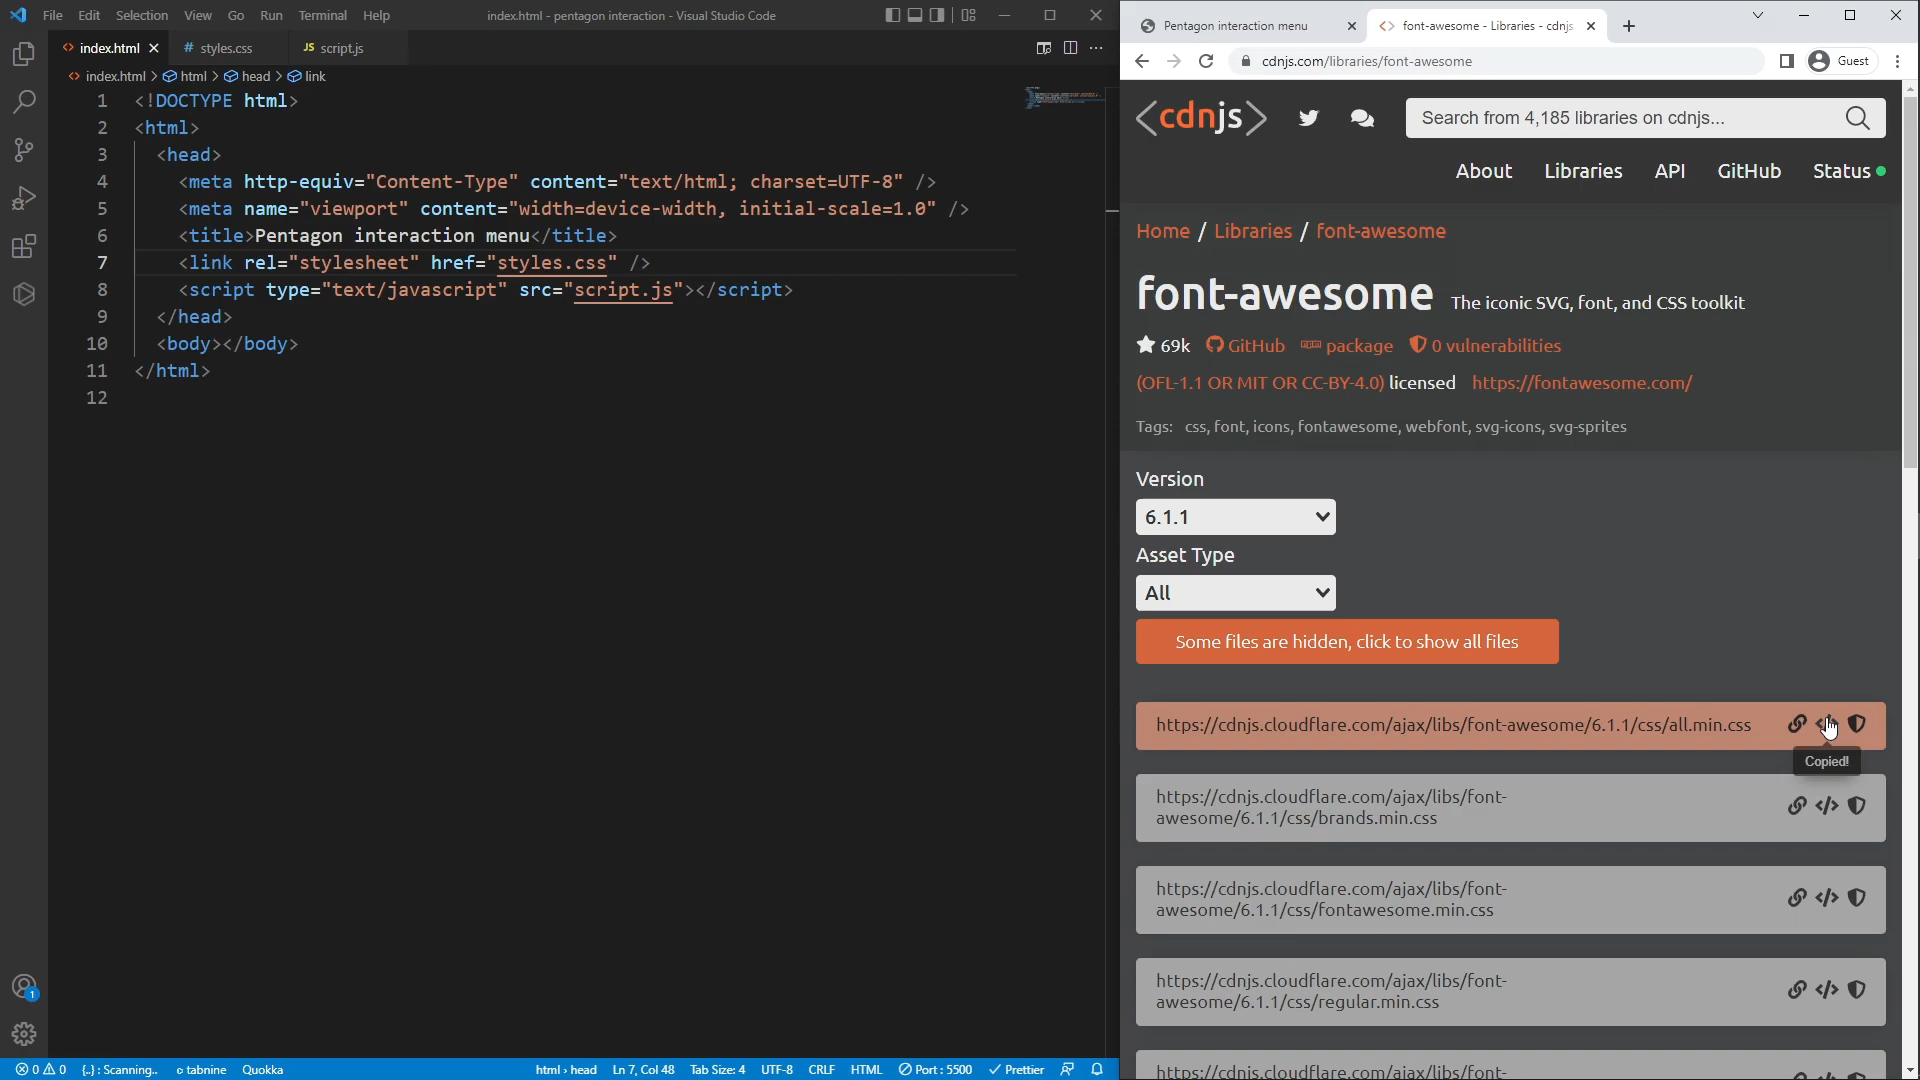 File Edit Selection View Go Run Terminal Help
index.html - pentagon interaction - Visual Studio Code
<> index.html
# styles.css
JS script.js
<> index.html > html > head > link
1 <!DOCTYPE html>
2 <html>
3 <head>
4 <meta http-equiv="Content-Type" content="text/html; charset=UTF-8" />
5 <meta name="viewport" content="width=device-width, initial-scale=1.0" />
6 <title>Pentagon interaction menu</title>
7 <link rel="stylesheet" href="styles.css" />
8 <script type="text/javascript" src="script.js"></script>
9 </head>
10 <body></body>
11 </html>
12
1
0 0 {..} : Scanning.. tabnine Quokka
html > head Ln 7, Col 48 Tab Size: 4 UTF-8 CRLF HTML Port : 5500 Prettier
Pentagon interaction menu
<> font-awesome - Libraries - cdnjs
cdnjs.com/libraries/font-awesome
Guest
<cdnjs>
Search from 4,185 libraries on cdnjs...
About Libraries API GitHub Status
Home / Libraries / font-awesome
font-awesome The iconic SVG, font, and CSS toolkit
69k GitHub package 0 vulnerabilities
(OFL-1.1 OR MIT OR CC-BY-4.0) licensed https://fontawesome.com/
Tags: css, font, icons, fontawesome, webfont, svg-icons, svg-sprites
Version
6.1.1
Asset Type
All
Some files are hidden, click to show all files
https://cdnjs.cloudflare.com/ajax/libs/font-awesome/6.1.1/css/all.min.css
Copied!
https://cdnjs.cloudflare.com/ajax/libs/font-
awesome/6.1.1/css/brands.min.css
https://cdnjs.cloudflare.com/ajax/libs/font-
awesome/6.1.1/css/fontawesome.min.css
https://cdnjs.cloudflare.com/ajax/libs/font-
awesome/6.1.1/css/regular.min.css
https://cdnjs.cloudflare.com/ajax/libs/font-